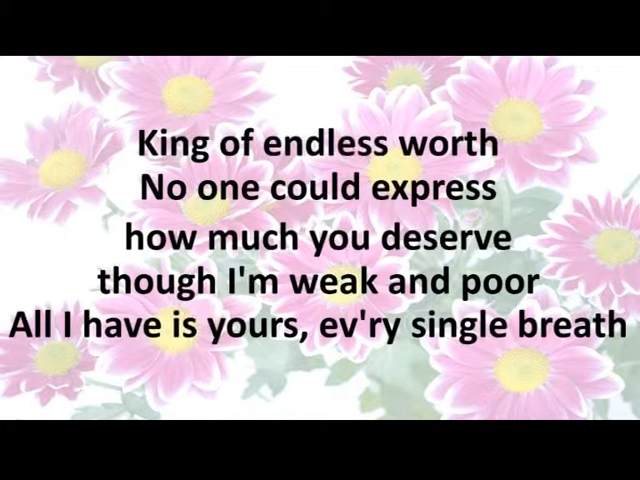 King of endless worth
No one could express
how much you deserve
though I'm weak and poor
All I have is yours, ev'ry single breath